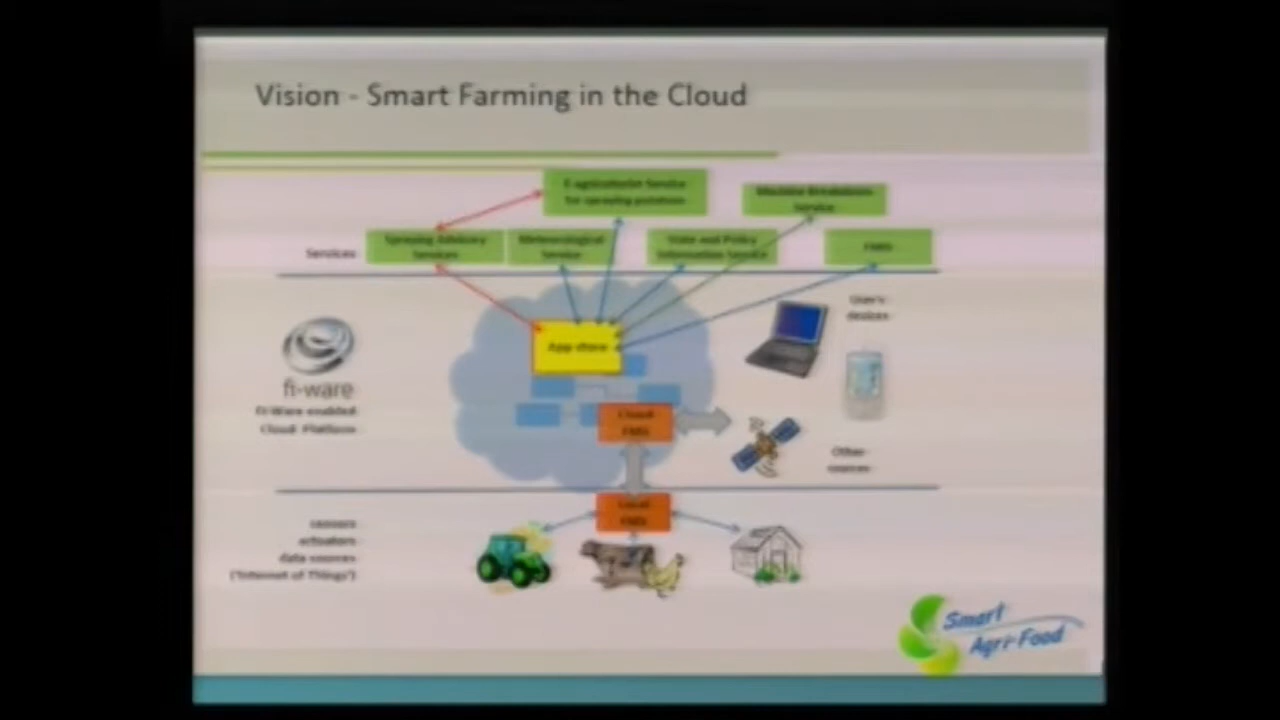 Vision - Smart Farming in the Cloud
E-agriculturist Service
for spraying potatoes
Machine Breakdown
Service
Spraying Advisory
Services
Meteorological
Service
State and Policy
Information Service
FMIS
Services
User's
devices
App store
fi-ware
Fi-Ware enabled
Cloud Platform
Cloud
FMIS
Other
sources
Local
FMIS
sensors
actuators
data sources
('Internet of Things')
Smart
Agri-Food